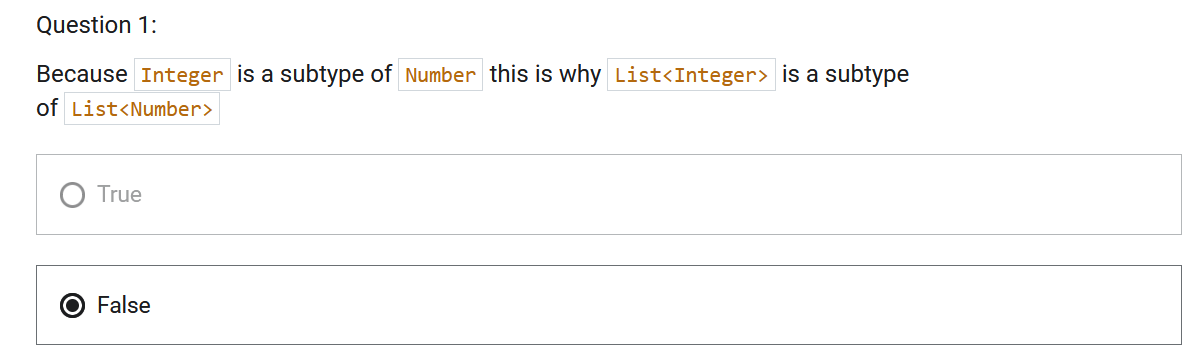 Question 1:
Because Integer is a subtype of Number this is why List<Integer> is a subtype
of List<Number>
True
False